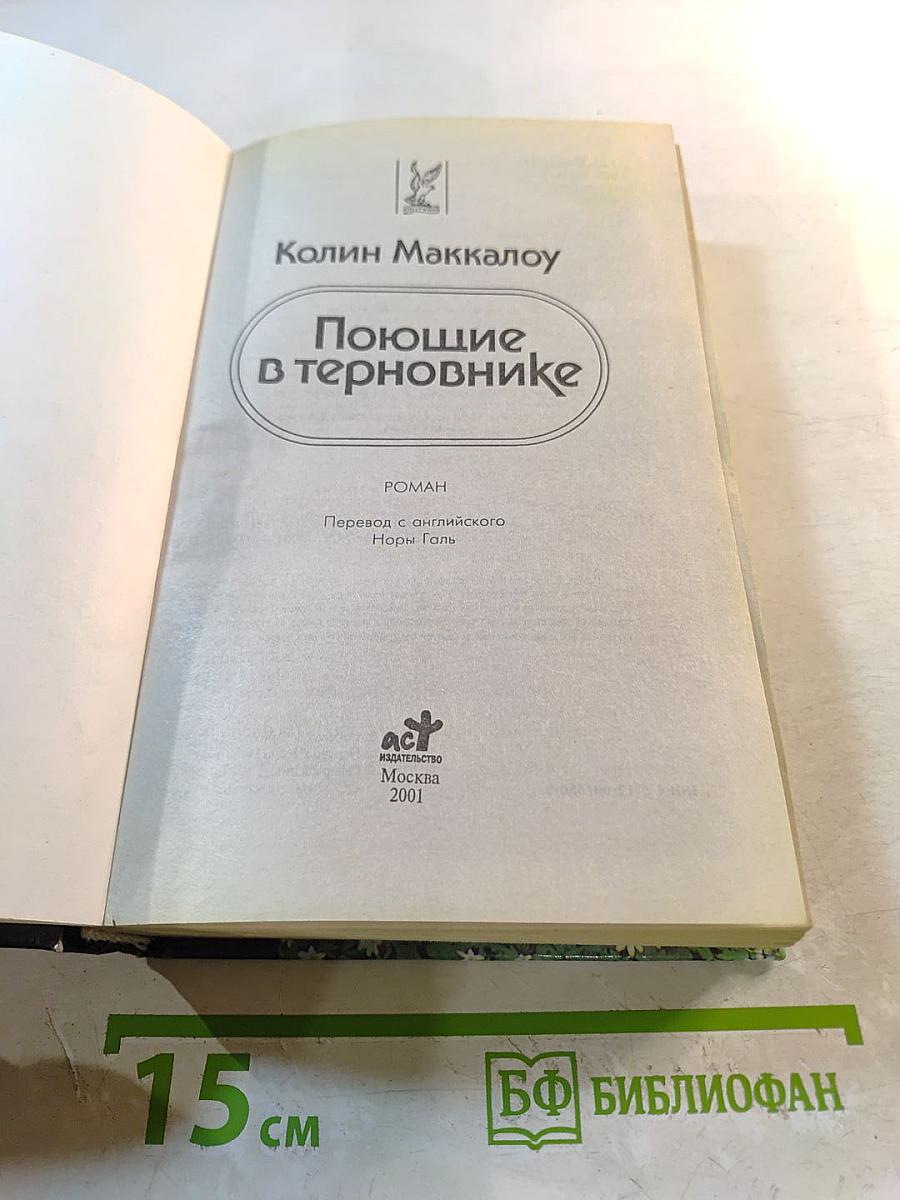 Колин Маккалоу
Поющие
в терновнике
РОМАН
Перевод с английского
Норы Галь
аст
ИЗДАТЕЛЬСТВО
Москва
2001
15 см
БФ БИБЛИОФАН